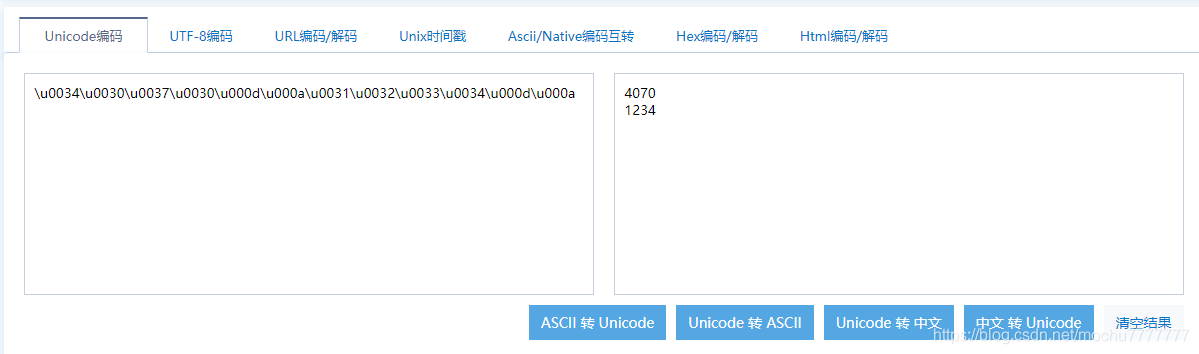 Unicode编码 UTF-8编码 URL编码/解码 Unix时间戳 Ascii/Native编码互转 Hex编码/解码 Html编码/解码
\u0034\u0030\u0037\u0030\u000d\u000a\u0031\u0032\u0033\u0034\u000d\u000a
4070
1234
ASCII 转 Unicode Unicode 转 ASCII Unicode 转 中文 中文 转 Unicode 清空结果
https://blog.csdn.net/mochu7777777